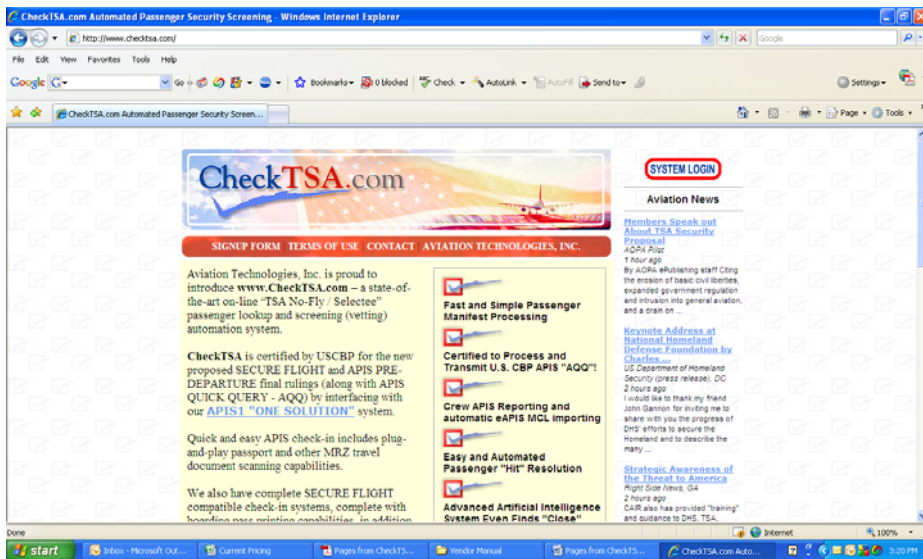 CheckTSA.com Automated Passenger Security Screening - Windows Internet Explorer
http://www.checktsa.com/
Google
File Edit View Favorites Tools Help
Google G Go Bookmarks 0 blocked Check AutoLink AutoFill Send to Settings
CheckTSA.com Automated Passenger Security Screen...
Page Tools
CheckTSA.com
SIGNUP FORM | TERMS OF USE | CONTACT | AVIATION TECHNOLOGIES, INC.
Aviation Technologies, Inc. is proud to
introduce www.CheckTSA.com – a state-of-
the-art on-line "TSA No-Fly / Selectee"
passenger lookup and screening (vetting)
automation system.
CheckTSA is certified by USCBP for the new
proposed SECURE FLIGHT and APIS PRE-
DEPARTURE final rulings (along with APIS
QUICK QUERY - AQQ) by interfacing with
our APIS1 "ONE SOLUTION" system.
Quick and easy APIS check-in includes plug-
and-play passport and other MRZ travel
document scanning capabilities.
We also have complete SECURE FLIGHT
compatible check-in systems, complete with
boarding pass printing capabilities, in addition
Fast and Simple Passenger
Manifest Processing
Certified to Process and
Transmit U.S. CBP APIS "AQQ"!
Crew APIS Reporting and
automatic eAPIS MCL importing
Easy and Automated
Passenger "Hit" Resolution
Advanced Artificial Intelligence
System Even Finds "Close"
SYSTEM LOGIN
Aviation News
Members Speak out
About TSA Security
Proposal
AOPA Pilot
1 hour ago
By AOPA ePublishing staff Citing
the erosion of basic civil liberties,
expanded government regulation
and intrusion into general aviation,
and a drain on ...
Keynote Address at
National Homeland
Defense Foundation by
Charles ...
US Department of Homeland
Security (press release), DC
2 hours ago
I would like to thank my friend
John Gannon for inviting me to
share with you the progress of
DHS' efforts to secure the
Homeland and to describe the
many ...
Strategic Awareness of
the Threat to America
Right Side News, GA
2 hours ago
CAIR also has provided "training"
and guidance to DHS, TSA,
Done Internet 100%
start Inbox - Microsoft Out... Current Pricing Pages from CheckTS... Vendor Manual Pages from CheckTS... CheckTSA.com Auto... 3:20 PM